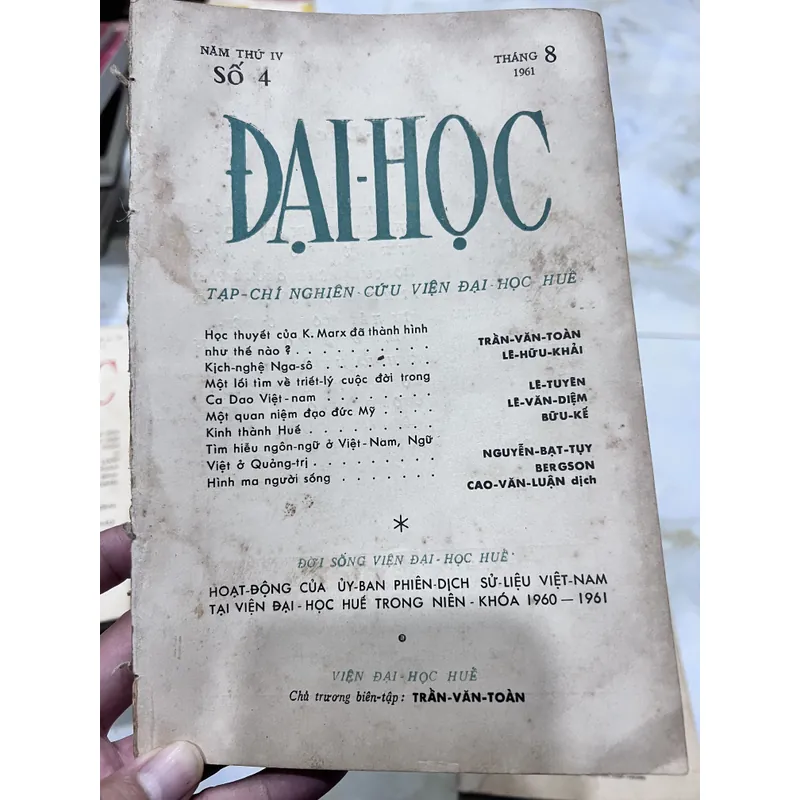 NĂM THỨ IV
SỐ 4
THÁNG 8
1961
ĐẠI-HỌC
TẠP-CHÍ NGHIÊN-CỨU VIỆN ĐẠI-HỌC HUẾ
Học thuyết của K. Marx đã thành hình
như thế nào ? . . . . . . . . . . TRẦN-VĂN-TOÀN
Kịch-nghệ Nga-sô . . . . . . . . LÊ-HỮU-KHẢI
Một lối tìm về triết-lý cuộc đời trong
Ca Dao Việt-nam . . . . . . . . LÊ-TUYÊN
Một quan niệm đạo đức Mỹ . . . . LÊ-VĂN-DIỆM
Kinh thành Huế . . . . . . . . . BỬU-KẾ
Tìm hiểu ngôn-ngữ ở Việt-Nam, Ngữ
Việt ở Quảng-trị . . . . . . . . NGUYỄN-BẠT-TỤY
Hình ma người sống . . . . . . . BERGSON
CAO-VĂN-LUẬN dịch
*
ĐỜI SỐNG VIỆN ĐẠI-HỌC HUẾ
HOẠT-ĐỘNG CỦA ỦY-BAN PHIÊN-DỊCH SỬ-LIỆU VIỆT-NAM
TẠI VIỆN ĐẠI-HỌC HUẾ TRONG NIÊN-KHÓA 1960 — 1961
VIỆN ĐẠI-HỌC HUẾ
Chủ trương biên-tập : TRẦN-VĂN-TOÀN